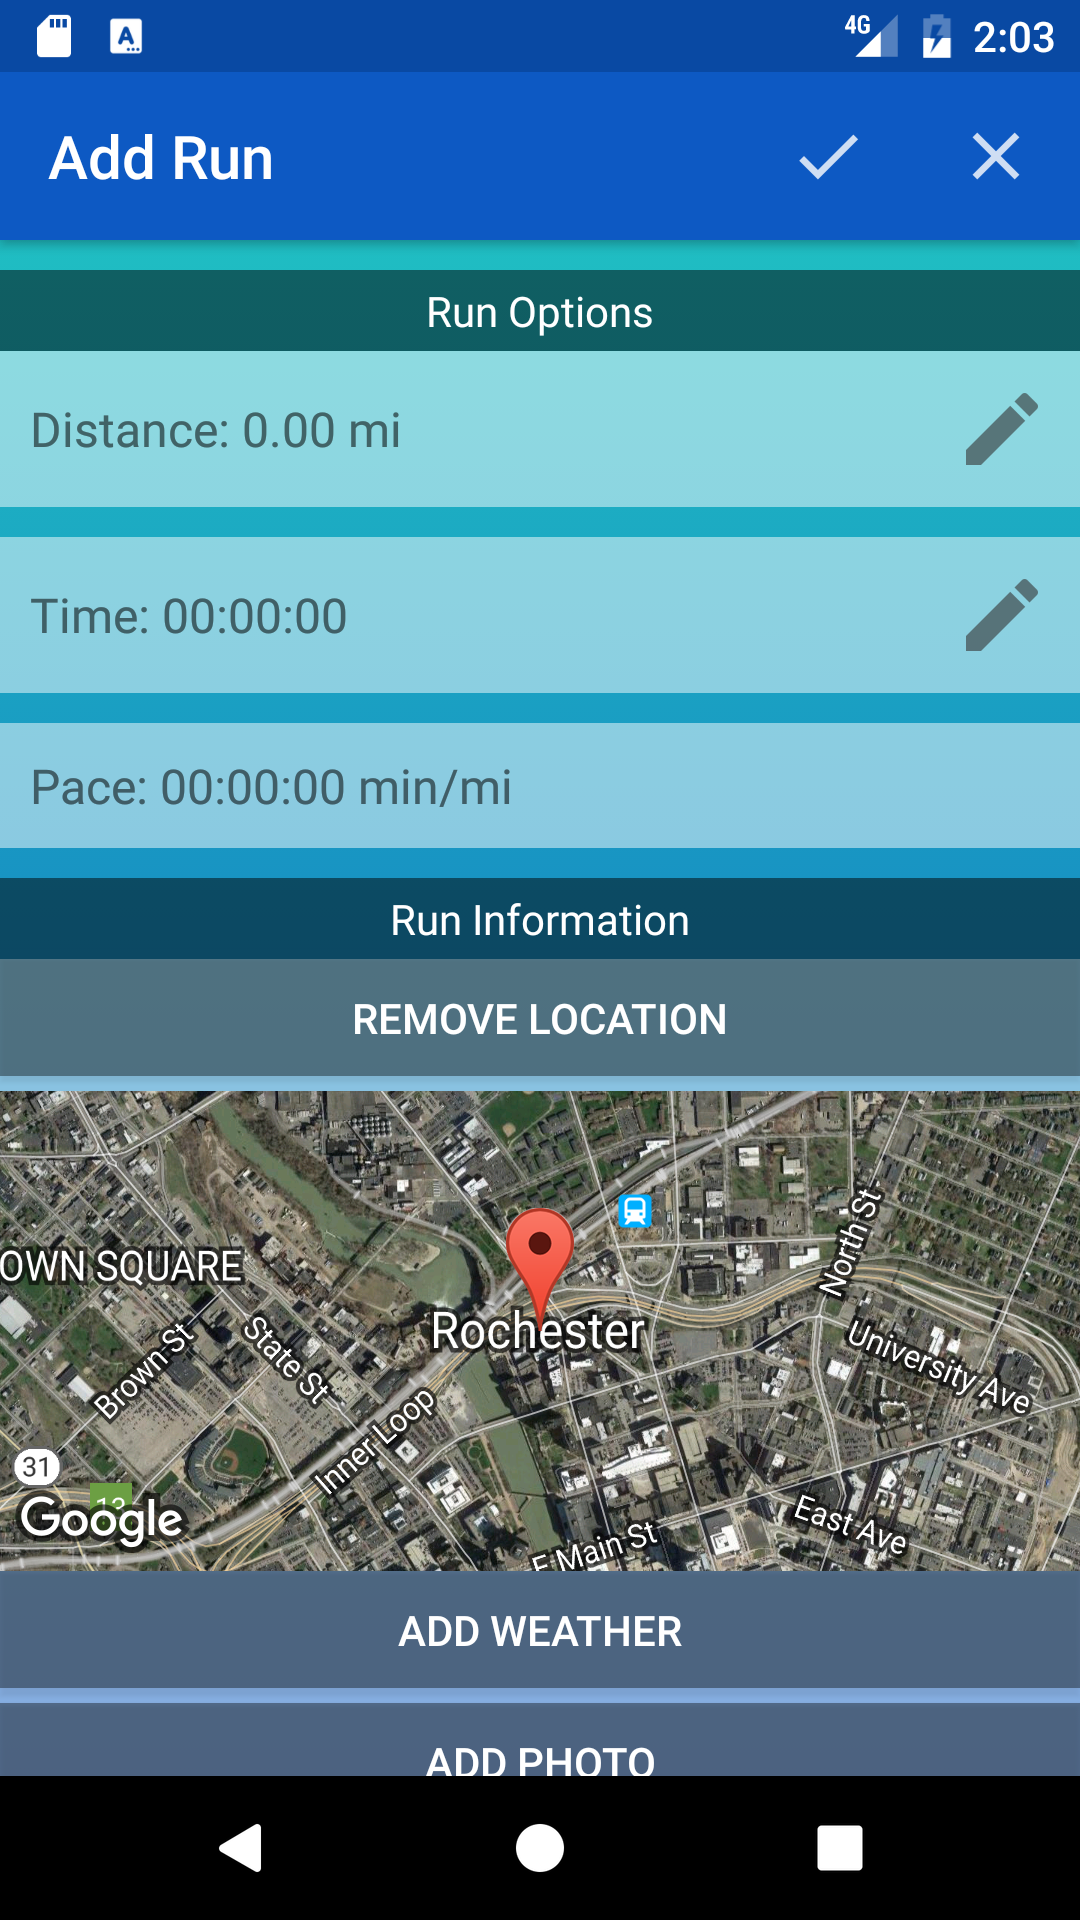 4G 2:03
A
Add Run
Run Options
Distance: 0.00 mi
Time: 00:00:00
Pace: 00:00:00 min/mi
Run Information
REMOVE LOCATION
North St
OWN SQUARE
Rochester
University Ave
State St
Brown St
Inner Loop
31
13
Google
East Ave
E Main St
ADD WEATHER
ADD PHOTO